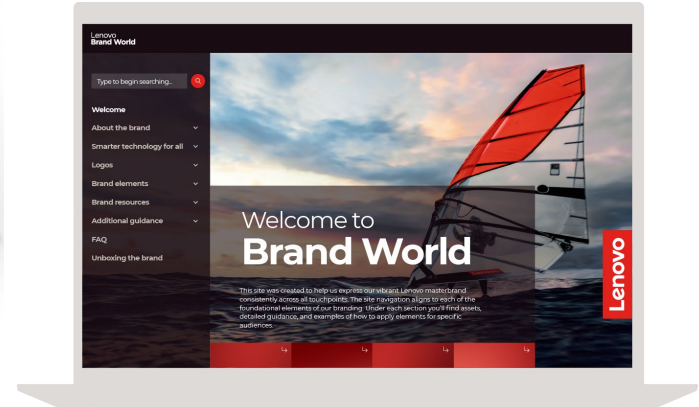 Lenovo
Brand World
Type to begin searching...
Welcome
About the brand
Smarter technology for all
Logos
Brand elements
Brand resources
Additional guidance
FAQ
Unboxing the brand
Welcome to
Brand World
This site was created to help us express our vibrant Lenovo masterbrand
consistently across all touchpoints. The site navigation aligns to each of the
foundational elements of our branding. Under each section you'll find assets,
detailed guidance, and examples of how to apply elements for specific
audiences.
Lenovo